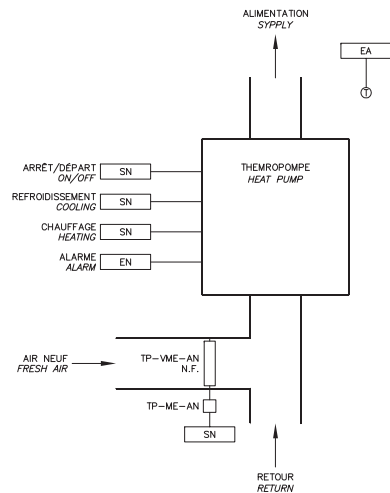 ALIMENTATION
SYPPLY
EA
T
ARRÊT/DÉPART
ON/OFF
SN
THEMROPOMPE
HEAT PUMP
REFROIDISSEMENT
COOLING
SN
CHAUFFAGE
HEATING
SN
ALARME
ALARM
EN
TP-VME-AN
N.F.
AIR NEUF
FRESH AIR
TP-ME-AN
SN
RETOUR
RETURN